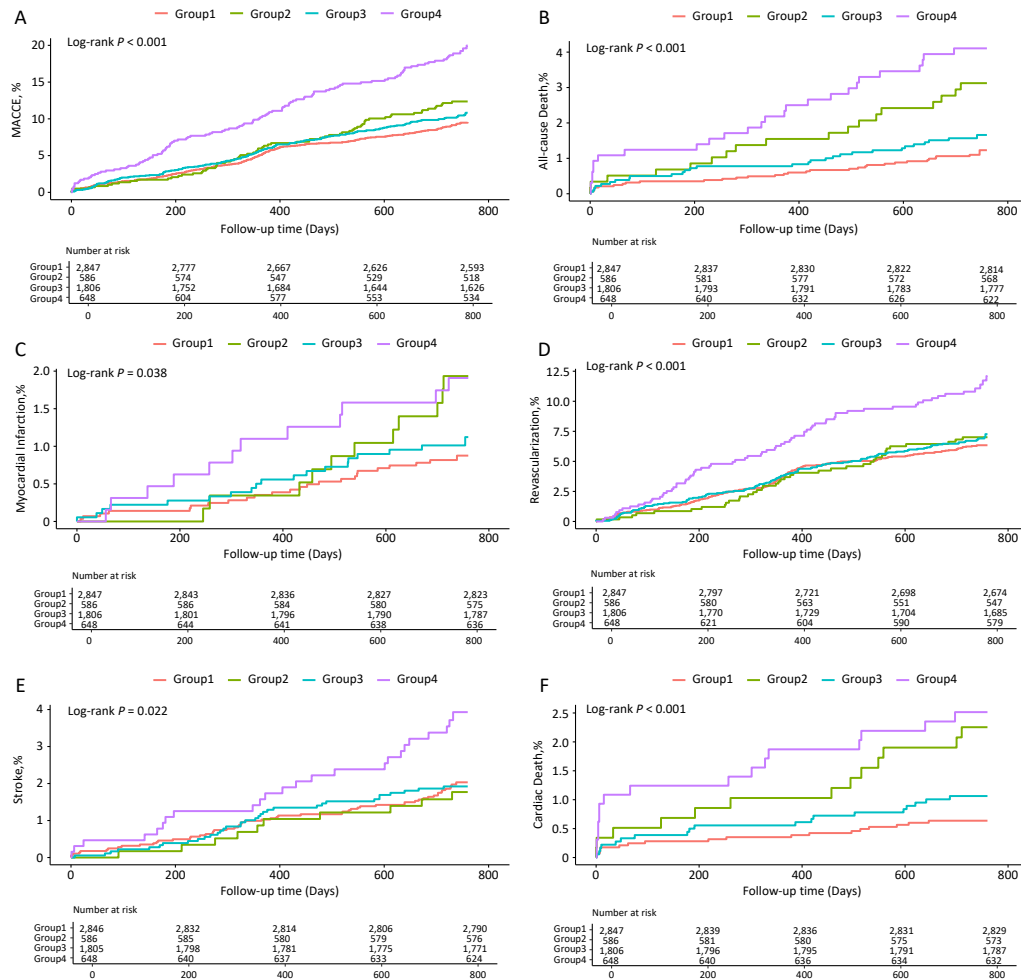 A
Group1 Group2 Group3 Group4
Log-rank P < 0.001
MACCE, %
20
15
10
5
0
0 200 400 600 800
Follow-up time (Days)
Number at risk
Group1 2,847 2,777 2,667 2,626 2,593
Group2 586 574 547 529 518
Group3 1,806 1,752 1,684 1,644 1,626
Group4 648 604 577 553 534
0 200 400 600 800
B
Group1 Group2 Group3 Group4
Log-rank P < 0.001
All-cause Death,%
4
3
2
1
0
0 200 400 600 800
Follow-up time (Days)
Number at risk
Group1 2,847 2,837 2,830 2,822 2,814
Group2 586 581 577 572 568
Group3 1,806 1,793 1,791 1,783 1,777
Group4 648 640 632 626 622
0 200 400 600 800
C
Group1 Group2 Group3 Group4
Log-rank P = 0.038
Myocardial Infarction,%
2.0
1.5
1.0
0.5
0
0 200 400 600 800
Follow-up time (Days)
Number at risk
Group1 2,847 2,843 2,836 2,827 2,823
Group2 586 586 584 580 575
Group3 1,806 1,801 1,796 1,790 1,787
Group4 648 644 641 638 636
0 200 400 600 800
D
Group1 Group2 Group3 Group4
Log-rank P < 0.001
Revascularization,%
12.5
10.0
7.5
5.0
2.5
0
0 200 400 600 800
Follow-up time (Days)
Number at risk
Group1 2,847 2,797 2,721 2,698 2,674
Group2 586 580 563 551 547
Group3 1,806 1,770 1,729 1,704 1,685
Group4 648 621 604 590 579
0 200 400 600 800
E
Group1 Group2 Group3 Group4
Log-rank P = 0.022
Stroke,%
4
3
2
1
0
0 200 400 600 800
Follow-up time (Days)
Number at risk
Group1 2,846 2,832 2,814 2,806 2,790
Group2 586 585 580 579 576
Group3 1,805 1,798 1,781 1,775 1,771
Group4 648 640 637 633 624
0 200 400 600 800
F
Group1 Group2 Group3 Group4
Log-rank P < 0.001
Cardiac Death,%
2.5
2.0
1.5
1.0
0.5
0
0 200 400 600 800
Follow-up time (Days)
Number at risk
Group1 2,847 2,839 2,836 2,831 2,829
Group2 586 581 580 575 573
Group3 1,806 1,796 1,795 1,791 1,787
Group4 648 640 636 634 632
0 200 400 600 800